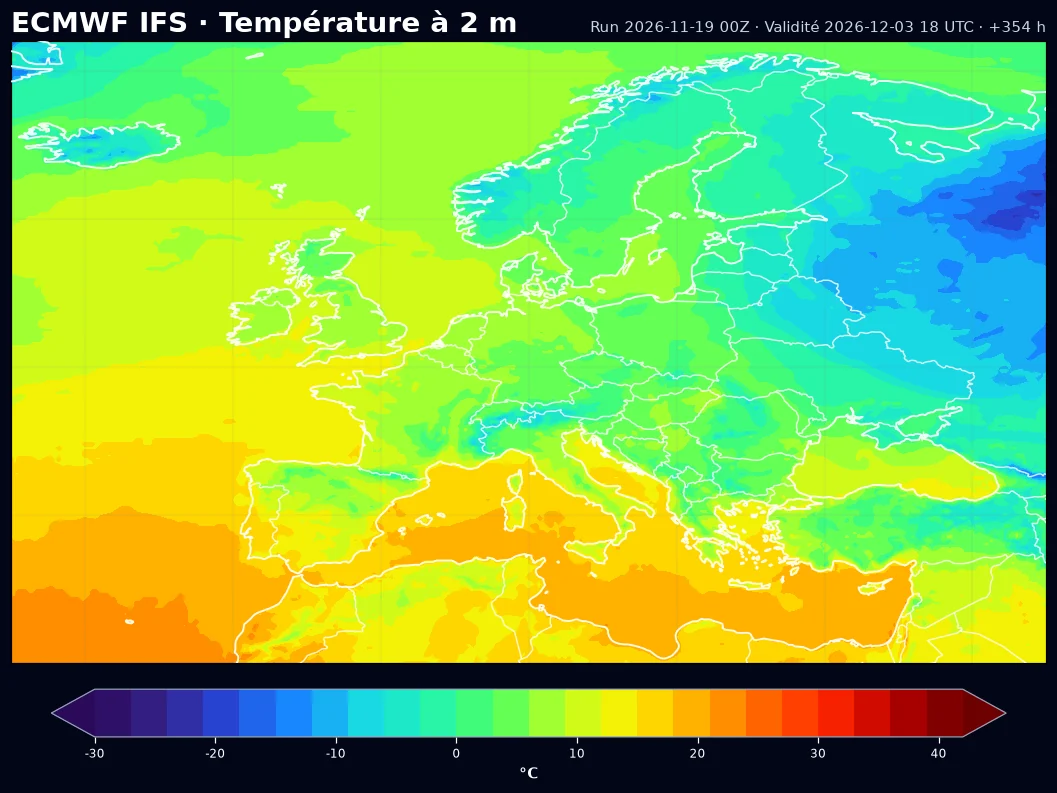 ECMWF IFS · Température à 2 m
Run 2026-11-19 00Z · Validité 2026-12-03 18 UTC · +354 h
-30 -20 -10 0 10 20 30 40
°C